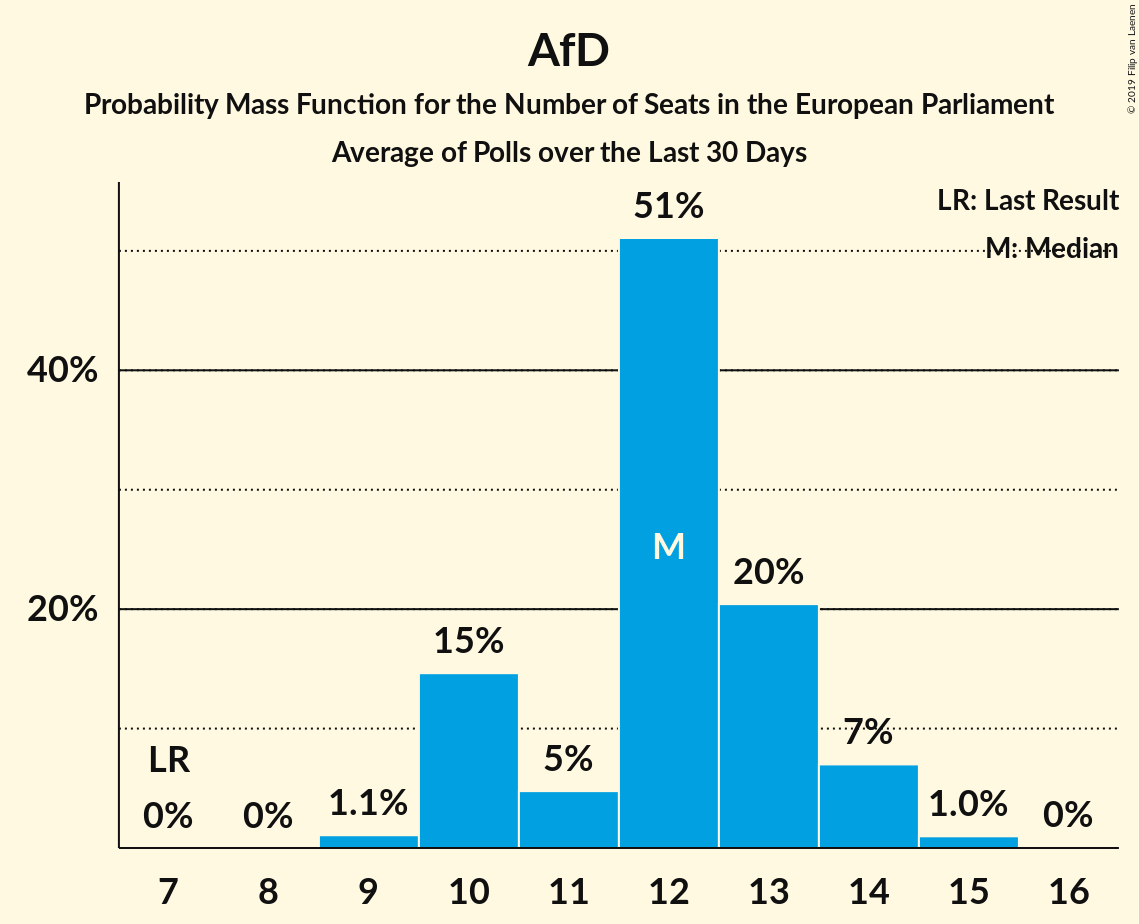 AfD
Probability Mass Function for the Number of Seats in the European Parliament
Average of Polls over the Last 30 Days
© 2019 Filip van Laenen
LR: Last Result
M: Median
51%
40%
M
20%
20%
15%
7%
5%
LR
1.1%
1.0%
0%
0%
0%
7 8 9 10 11 12 13 14 15 16